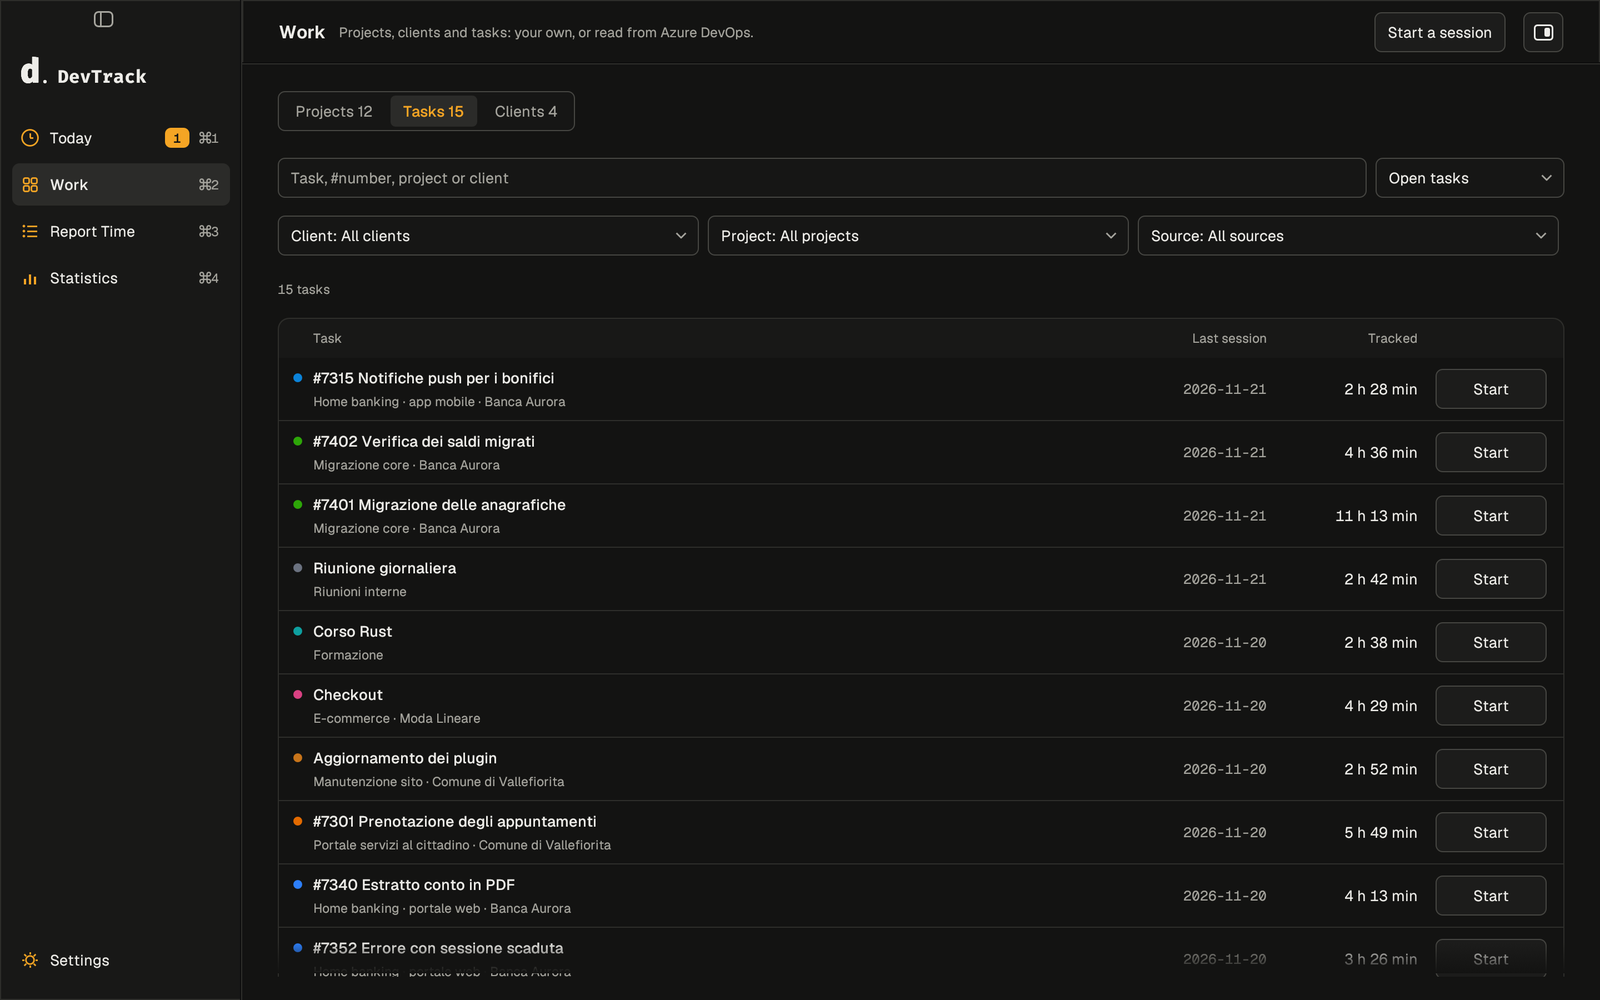 d. DevTrack
Today 1 ⌘1
Work ⌘2
Report Time ⌘3
Statistics ⌘4
Settings
Work Projects, clients and tasks: your own, or read from Azure DevOps.
Start a session
Projects 12 Tasks 15 Clients 4
Task, #number, project or client
Open tasks
Client: All clients
Project: All projects
Source: All sources
15 tasks
Task Last session Tracked
#7315 Notifiche push per i bonifici
Home banking · app mobile · Banca Aurora
2026-11-21 2 h 28 min Start
#7402 Verifica dei saldi migrati
Migrazione core · Banca Aurora
2026-11-21 4 h 36 min Start
#7401 Migrazione delle anagrafiche
Migrazione core · Banca Aurora
2026-11-21 11 h 13 min Start
Riunione giornaliera
Riunioni interne
2026-11-21 2 h 42 min Start
Corso Rust
Formazione
2026-11-20 2 h 38 min Start
Checkout
E-commerce · Moda Lineare
2026-11-20 4 h 29 min Start
Aggiornamento dei plugin
Manutenzione sito · Comune di Vallefiorita
2026-11-20 2 h 52 min Start
#7301 Prenotazione degli appuntamenti
Portale servizi al cittadino · Comune di Vallefiorita
2026-11-20 5 h 49 min Start
#7340 Estratto conto in PDF
Home banking · portale web · Banca Aurora
2026-11-20 4 h 13 min Start
#7352 Errore con sessione scaduta
Home banking · portale web · Banca Aurora
2026-11-20 3 h 26 min Start